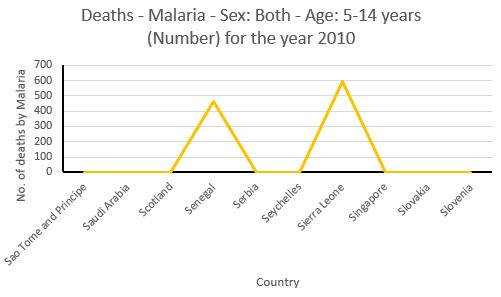 Deaths - Malaria - Sex: Both - Age: 5-14 years
(Number) for the year 2010
No. of deaths by Malaria
700
600
500
400
300
200
100
0
Sao Tome and Principe
Saudi Arabia
Scotland
Senegal
Serbia
Seychelles
Sierra Leone
Singapore
Slovakia
Slovenia
Country